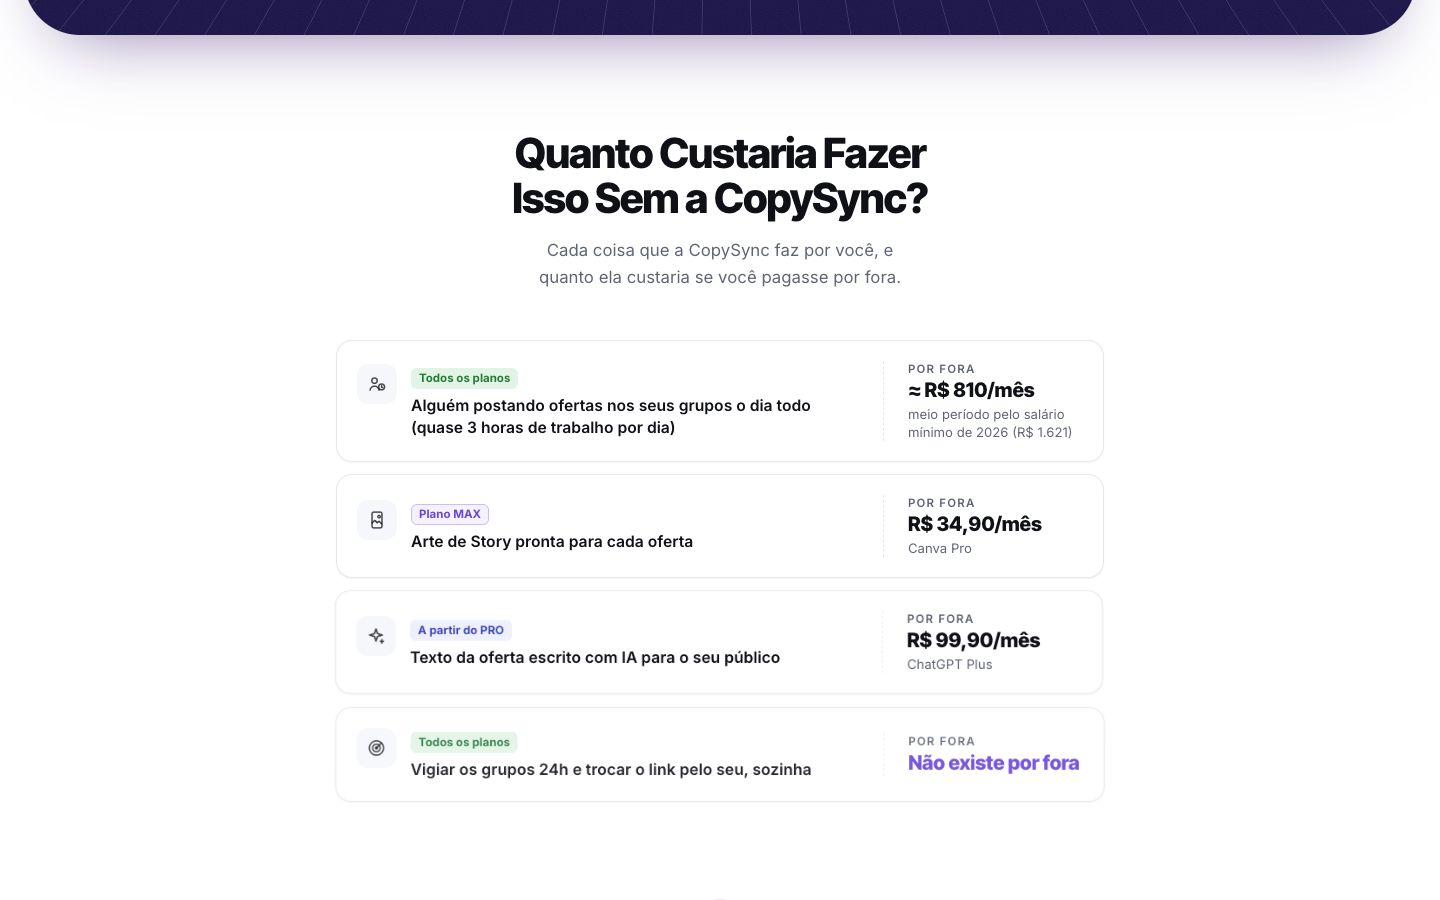 Quanto Custaria Fazer
Isso Sem a CopySync?
Cada coisa que a CopySync faz por você, e
quanto ela custaria se você pagasse por fora.
Todos os planos
Alguém postando ofertas nos seus grupos o dia todo
(quase 3 horas de trabalho por dia)
POR FORA
≈ R$ 810/mês
meio período pelo salário
mínimo de 2026 (R$ 1.621)
Plano MAX
Arte de Story pronta para cada oferta
POR FORA
R$ 34,90/mês
Canva Pro
A partir do PRO
Texto da oferta escrito com IA para o seu público
POR FORA
R$ 99,90/mês
ChatGPT Plus
Todos os planos
Vigiar os grupos 24h e trocar o link pelo seu, sozinha
POR FORA
Não existe por fora